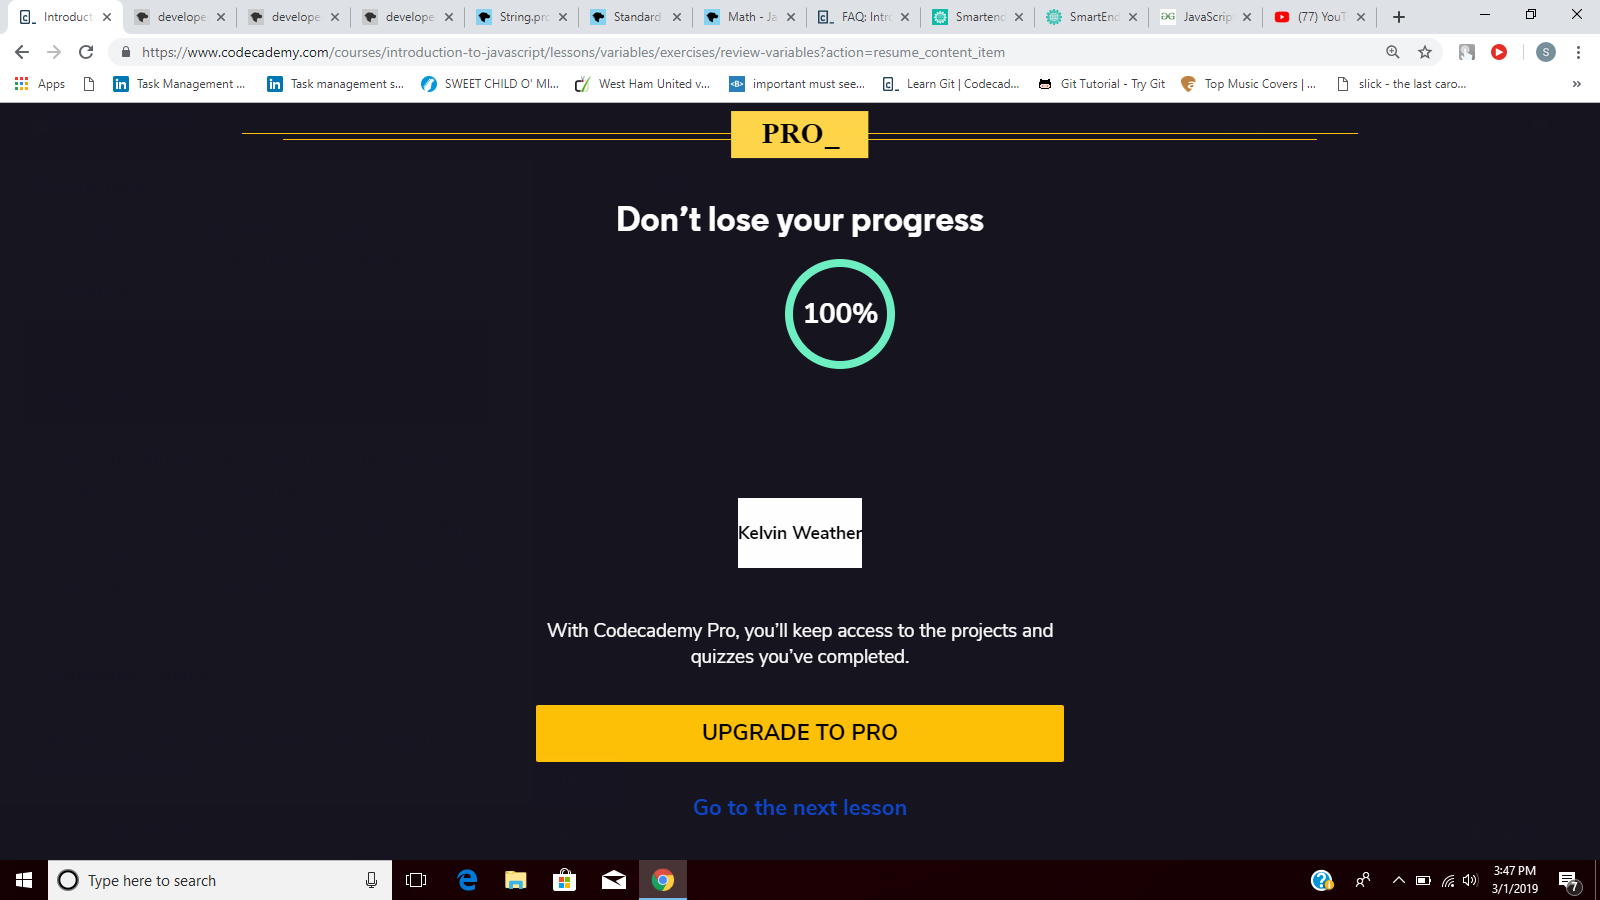 Introduct
develope
develope
develope
String.pro
Standard
Math - Ja
FAQ: Intro
Smartend
SmartEnd
JavaScrip
(77) YouT
https://www.codecademy.com/courses/introduction-to-javascript/lessons/variables/exercises/review-variables?action=resume_content_item
S
Apps
Task Management ...
Task management s...
SWEET CHILD O' MI...
West Ham United v...
important must see...
Learn Git | Codecad...
Git Tutorial - Try Git
Top Music Covers | ...
slick - the last caro...
»
PRO_
Don’t lose your progress
100%
Kelvin Weather
With Codecademy Pro, you’ll keep access to the projects and
quizzes you’ve completed.
UPGRADE TO PRO
Go to the next lesson
Type here to search
3:47 PM
3/1/2019
7